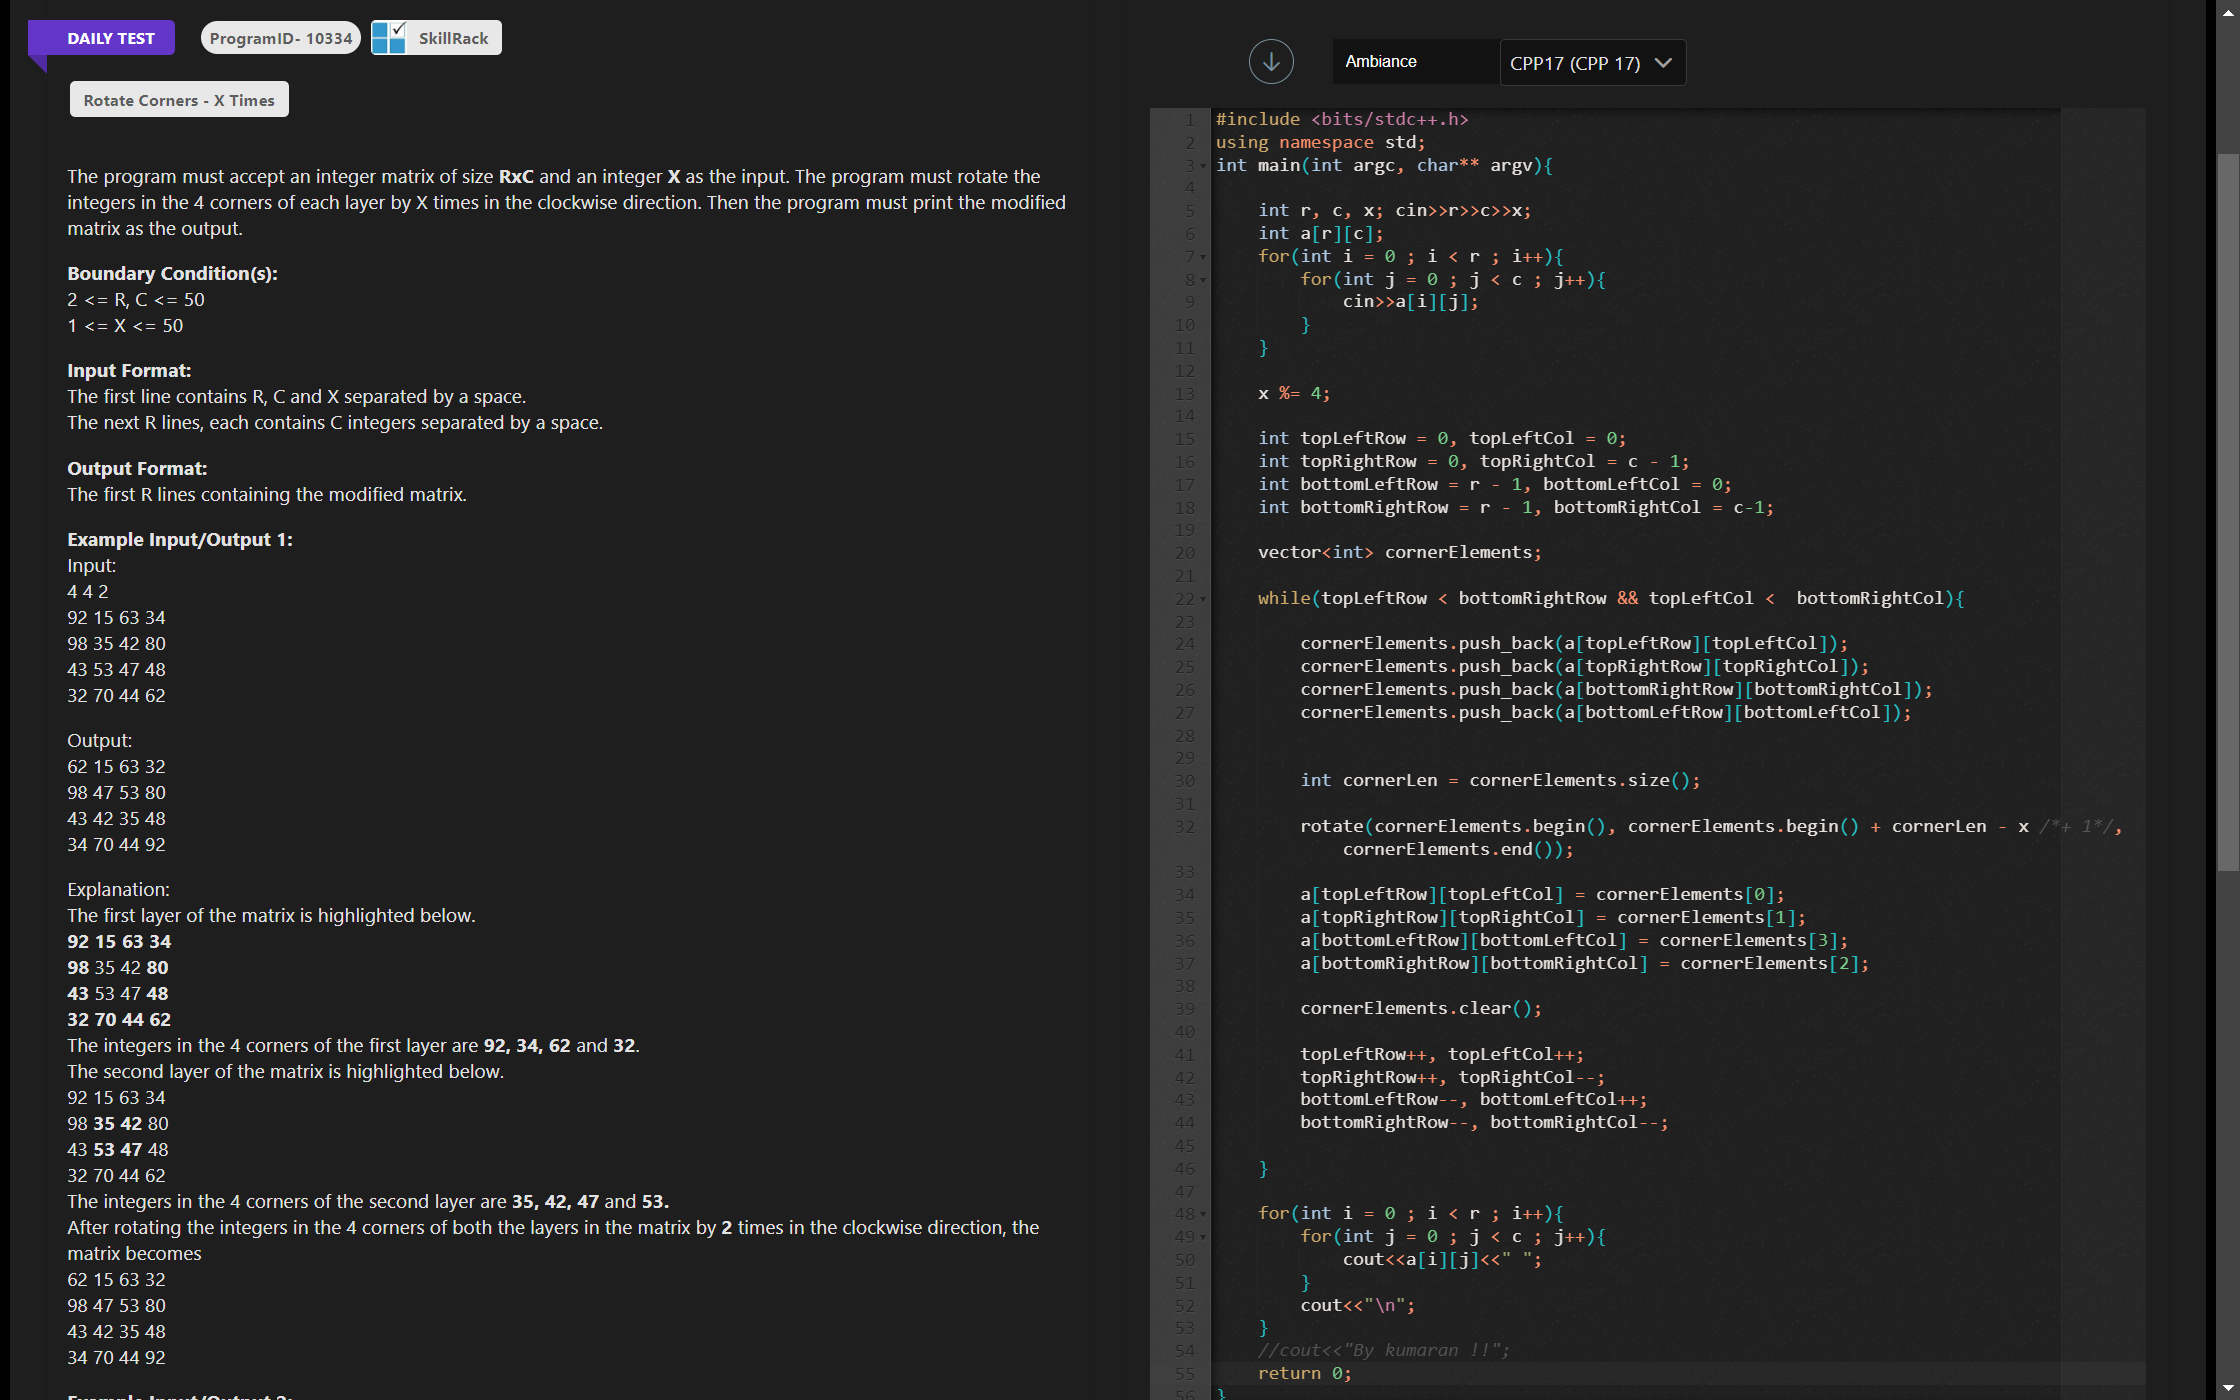 DAILY TEST
ProgramID- 10334
SkillRack
Rotate Corners - X Times
The program must accept an integer matrix of size RxC and an integer X as the input. The program must rotate the
integers in the 4 corners of each layer by X times in the clockwise direction. Then the program must print the modified
matrix as the output.
Boundary Condition(s):
2 <= R, C <= 50
1 <= X <= 50
Input Format:
The first line contains R, C and X separated by a space.
The next R lines, each contains C integers separated by a space.
Output Format:
The first R lines containing the modified matrix.
Example Input/Output 1:
Input:
4 4 2
92 15 63 34
98 35 42 80
43 53 47 48
32 70 44 62
Output:
62 15 63 32
98 47 53 80
43 42 35 48
34 70 44 92
Explanation:
The first layer of the matrix is highlighted below.
92 15 63 34
98 35 42 80
43 53 47 48
32 70 44 62
The integers in the 4 corners of the first layer are 92, 34, 62 and 32.
The second layer of the matrix is highlighted below.
92 15 63 34
98 35 42 80
43 53 47 48
32 70 44 62
The integers in the 4 corners of the second layer are 35, 42, 47 and 53.
After rotating the integers in the 4 corners of both the layers in the matrix by 2 times in the clockwise direction, the
matrix becomes
62 15 63 32
98 47 53 80
43 42 35 48
34 70 44 92
Ambiance
CPP17 (CPP 17)
1 #include <bits/stdc++.h>
2 using namespace std;
3 int main(int argc, char** argv){
4
5     int r, c, x; cin>>r>>c>>x;
6     int a[r][c];
7     for(int i = 0 ; i < r ; i++){
8         for(int j = 0 ; j < c ; j++){
9             cin>>a[i][j];
10         }
11     }
12
13     x %= 4;
14
15     int topLeftRow = 0, topLeftCol = 0;
16     int topRightRow = 0, topRightCol = c - 1;
17     int bottomLeftRow = r - 1, bottomLeftCol = 0;
18     int bottomRightRow = r - 1, bottomRightCol = c-1;
19
20     vector<int> cornerElements;
21
22     while(topLeftRow < bottomRightRow && topLeftCol <  bottomRightCol){
23
24         cornerElements.push_back(a[topLeftRow][topLeftCol]);
25         cornerElements.push_back(a[topRightRow][topRightCol]);
26         cornerElements.push_back(a[bottomRightRow][bottomRightCol]);
27         cornerElements.push_back(a[bottomLeftRow][bottomLeftCol]);
28
29
30         int cornerLen = cornerElements.size();
31
32         rotate(cornerElements.begin(), cornerElements.begin() + cornerLen - x /*+ 1*/,
cornerElements.end());
33
34         a[topLeftRow][topLeftCol] = cornerElements[0];
35         a[topRightRow][topRightCol] = cornerElements[1];
36         a[bottomLeftRow][bottomLeftCol] = cornerElements[3];
37         a[bottomRightRow][bottomRightCol] = cornerElements[2];
38
39         cornerElements.clear();
40
41         topLeftRow++, topLeftCol++;
42         topRightRow++, topRightCol--;
43         bottomLeftRow--, bottomLeftCol++;
44         bottomRightRow--, bottomRightCol--;
45
46     }
47
48     for(int i = 0 ; i < r ; i++){
49         for(int j = 0 ; j < c ; j++){
50             cout<<a[i][j]<<" ";
51         }
52         cout<<"\n";
53     }
54     //cout<<"By kumaran !!";
55     return 0;
56 }